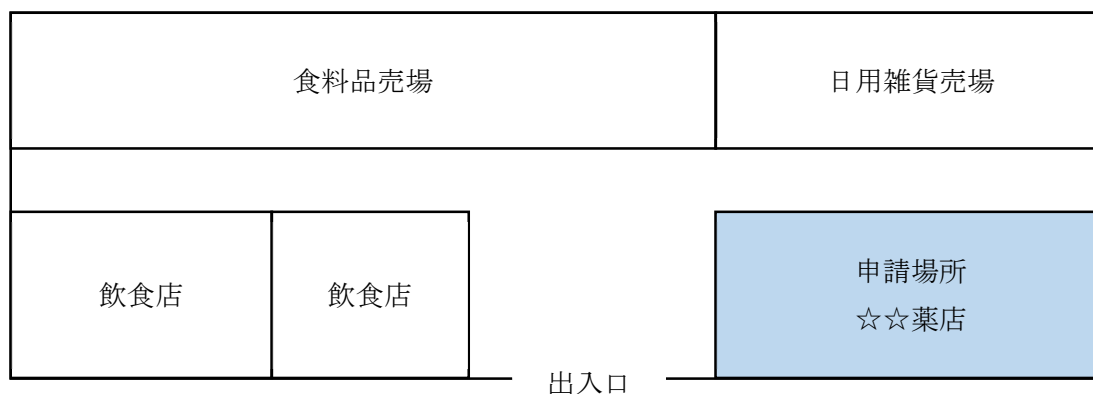 食料品売場
日用雑貨売場
飲食店
飲食店
申請場所
☆☆薬店
出入口